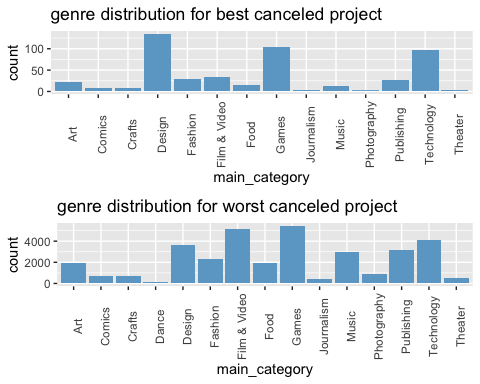 genre distribution for best canceled project
count
100
50
0
Art
Comics
Crafts
Design
Fashion
Film & Video
Food
Games
Journalism
Music
Photography
Publishing
Technology
Theater
main_category
genre distribution for worst canceled project
count
4000
2000
0
Art
Comics
Crafts
Dance
Design
Fashion
Film & Video
Food
Games
Journalism
Music
Photography
Publishing
Technology
Theater
main_category